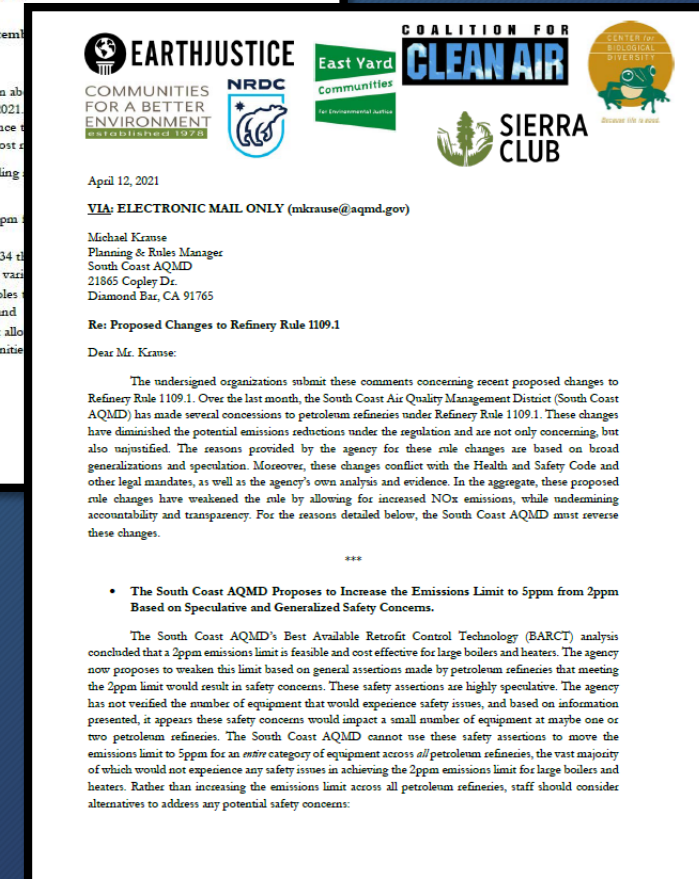 EARTHJUSTICE
COMMUNITIES
FOR A BETTER
ENVIRONMENT
established 1978
NRDC
East Yard
Communities
For Environmental Justice
COALITION FOR
CLEAN AIR
CENTER for
BIOLOGICAL
DIVERSITY
Because life is good.
SIERRA
CLUB
April 12, 2021
VIA: ELECTRONIC MAIL ONLY (mkrause@aqmd.gov)
Michael Krause
Planning & Rules Manager
South Coast AQMD
21865 Copley Dr.
Diamond Bar, CA 91765
Re: Proposed Changes to Refinery Rule 1109.1
Dear Mr. Krause:
The undersigned organizations submit these comments concerning recent proposed changes to
Refinery Rule 1109.1. Over the last month, the South Coast Air Quality Management District (South Coast
AQMD) has made several concessions to petroleum refineries under Refinery Rule 1109.1. These changes
have diminished the potential emissions reductions under the regulation and are not only concerning, but
also unjustified. The reasons provided by the agency for these rule changes are based on broad
generalizations and speculation. Moreover, these changes conflict with the Health and Safety Code and
other legal mandates, as well as the agency's own analysis and evidence. In the aggregate, these proposed
rule changes have weakened the rule by allowing for increased NOx emissions, while undermining
accountability and transparency. For the reasons detailed below, the South Coast AQMD must reverse
these changes.
***
• The South Coast AQMD Proposes to Increase the Emissions Limit to 5ppm from 2ppm
Based on Speculative and Generalized Safety Concerns.
The South Coast AQMD's Best Available Retrofit Control Technology (BARCT) analysis
concluded that a 2ppm emissions limit is feasible and cost effective for large boilers and heaters. The agency
now proposes to weaken this limit based on general assertions made by petroleum refineries that meeting
the 2ppm limit would result in safety concerns. These safety assertions are highly speculative. The agency
has not verified the number of equipment that would experience safety issues, and based on information
presented, it appears these safety concerns would impact a small number of equipment at maybe one or
two petroleum refineries. The South Coast AQMD cannot use these safety assertions to move the
emissions limit to 5ppm for an entire category of equipment across all petroleum refineries, the vast majority
of which would not experience any safety issues in achieving the 2ppm emissions limit for large boilers and
heaters. Rather than increasing the emissions limit across all petroleum refineries, staff should consider
alternatives to address any potential safety concerns: